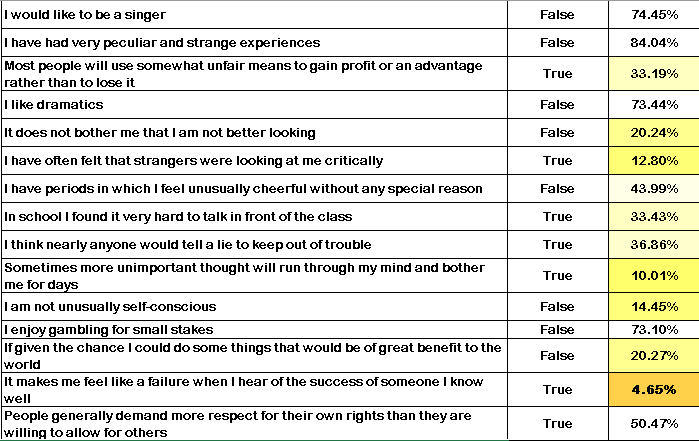 I would like to be a singer False 74.45%
I have had very peculiar and strange experiences False 84.04%
Most people will use somewhat unfair means to gain profit or an advantage
rather than to lose it True 33.19%
I like dramatics False 73.44%
It does not bother me that I am not better looking False 20.24%
I have often felt that strangers were looking at me critically True 12.80%
I have periods in which I feel unusually cheerful without any special reason False 43.99%
In school I found it very hard to talk in front of the class True 33.43%
I think nearly anyone would tell a lie to keep out of trouble True 36.86%
Sometimes more unimportant thought will run through my mind and bother
me for days True 10.01%
I am not unusually self-conscious False 14.45%
I enjoy gambling for small stakes False 73.10%
If given the chance I could do some things that would be of great benefit to the
world False 20.27%
It makes me feel like a failure when I hear of the success of someone I know
well True 4.65%
People generally demand more respect for their own rights than they are
willing to allow for others True 50.47%